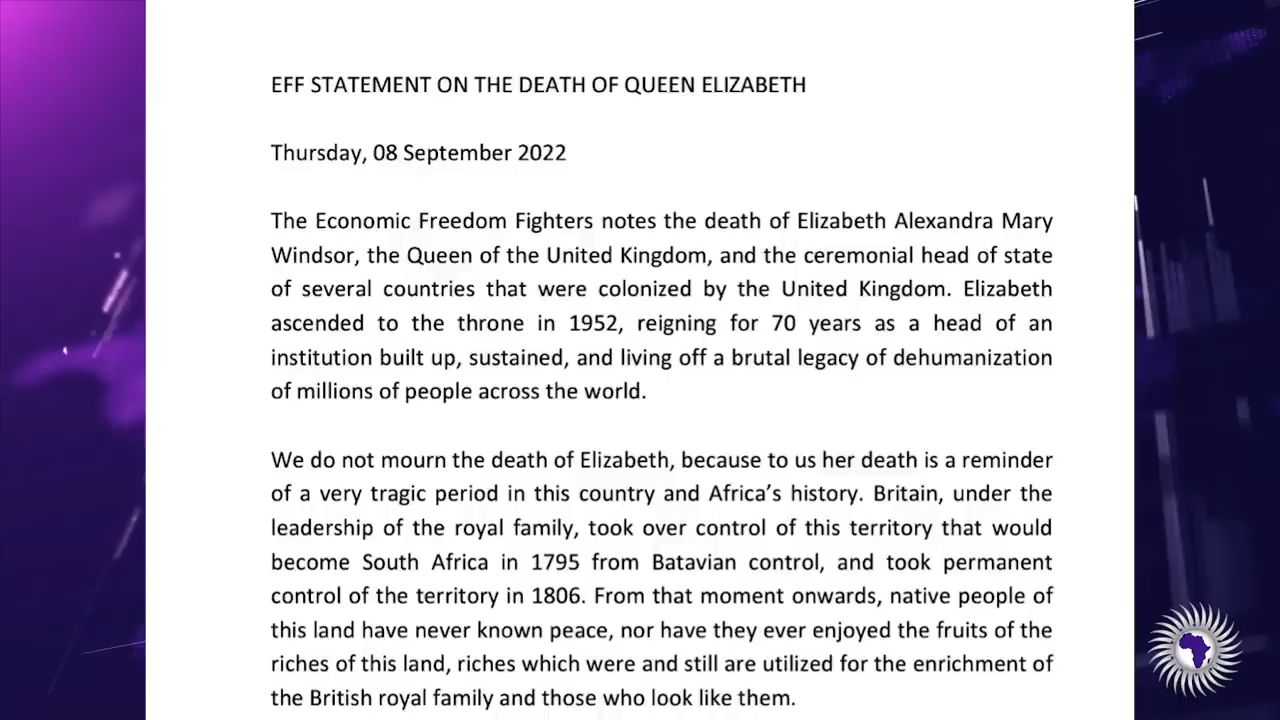 EFF STATEMENT ON THE DEATH OF QUEEN ELIZABETH
Thursday, 08 September 2022
The Economic Freedom Fighters notes the death of Elizabeth Alexandra Mary
Windsor, the Queen of the United Kingdom, and the ceremonial head of state
of several countries that were colonized by the United Kingdom. Elizabeth
ascended to the throne in 1952, reigning for 70 years as a head of an
institution built up, sustained, and living off a brutal legacy of dehumanization
of millions of people across the world.
We do not mourn the death of Elizabeth, because to us her death is a reminder
of a very tragic period in this country and Africa’s history. Britain, under the
leadership of the royal family, took over control of this territory that would
become South Africa in 1795 from Batavian control, and took permanent
control of the territory in 1806. From that moment onwards, native people of
this land have never known peace, nor have they ever enjoyed the fruits of the
riches of this land, riches which were and still are utilized for the enrichment of
the British royal family and those who look like them.